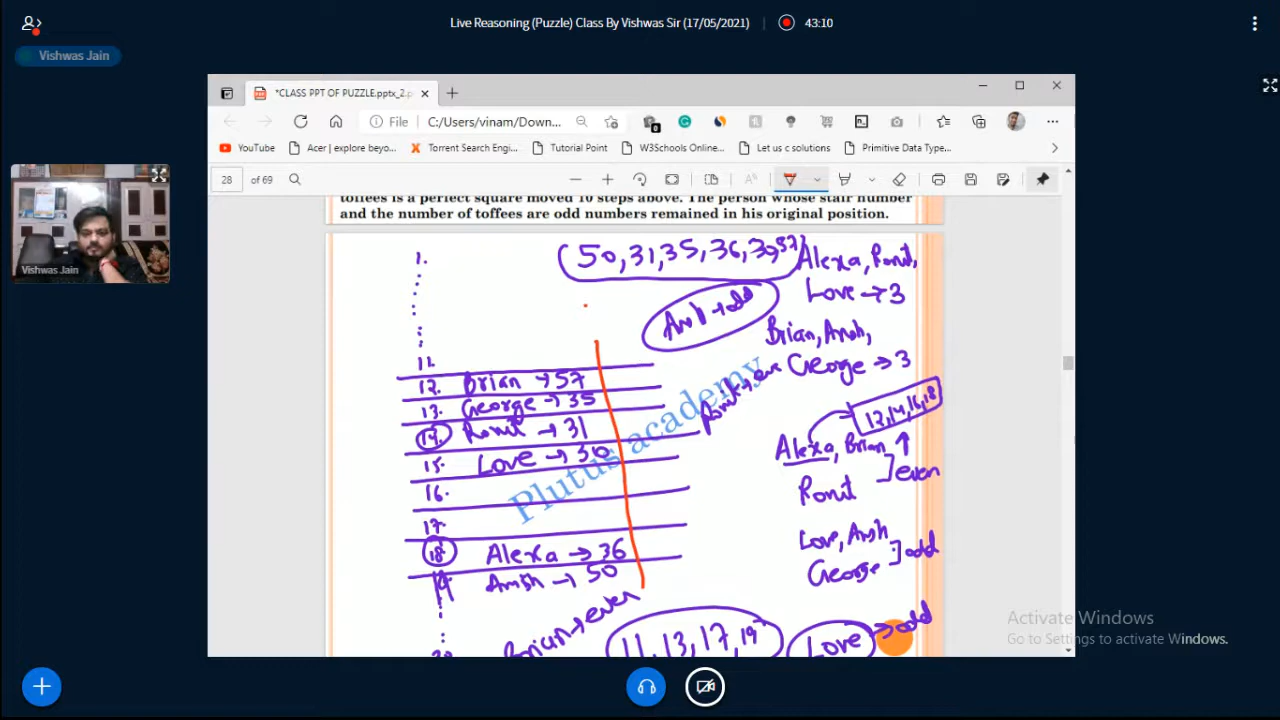 Live Reasoning (Puzzle) Class By Vishwas Sir (17/05/2021)
43:10
Vishwas Jain
*CLASS PPT OF PUZZLE.pptx_2.p
File
C:/Users/vinam/Down...
YouTube
Acer | explore beyo...
Torrent Search Engi...
Tutorial Point
W3Schools Online...
Let us c solutions
Primitive Data Type...
28 of 69
toffees is a perfect square moved 10 steps above. The person whose stair number
and the number of toffees are odd numbers remained in his original position.
(50, 31, 35, 36, 30, 57)
Alexa, Ronit,
Love → 3
Ansh → odd
Brian, Ansh,
George → 3
Ronit → even
12, 14, 16, 18
Alexa, Brian
Ronit
even
Love, Ansh
George
odd
1.
11.
12. Brian → 57
13. George → 35
14. Ronit → 31
15. Love → 30
16.
17.
18. Alexa → 36
19. Ansh → 50
Brian → even
11, 13, 17, 19
Love → odd
Plutus academy
Vishwas Jain
Activate Windows
Go to Settings to activate Windows.